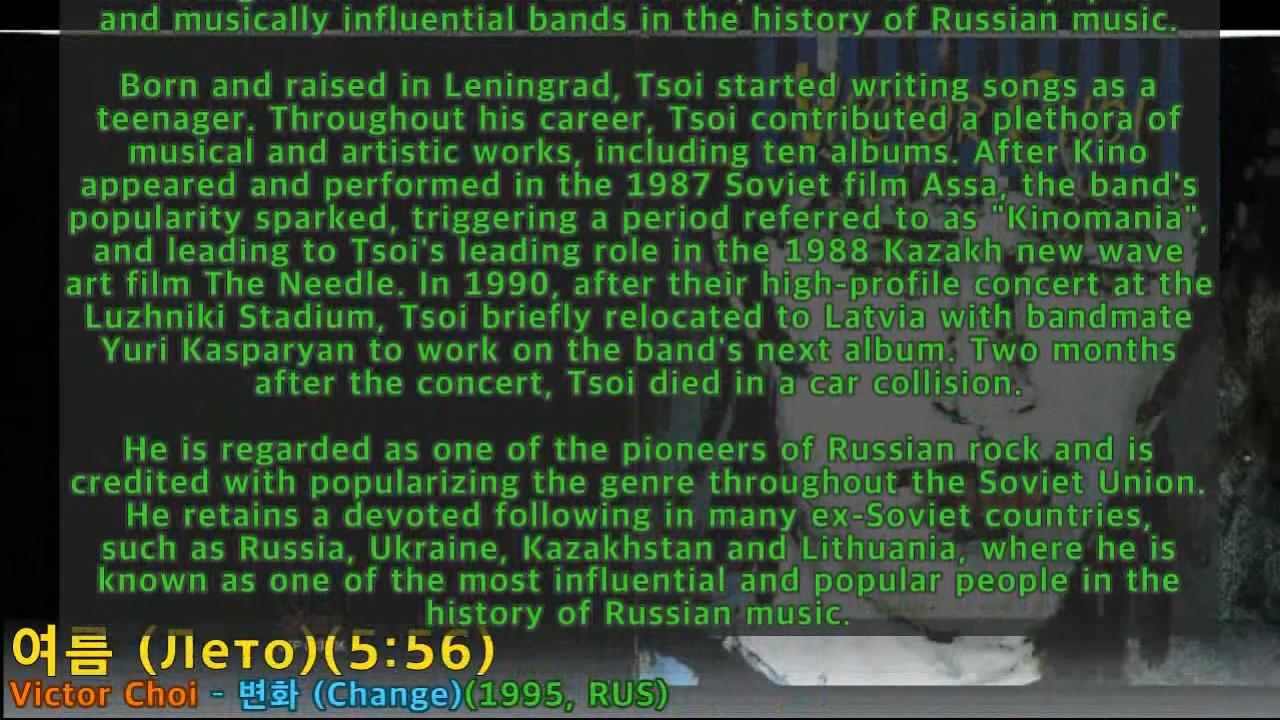 and musically influential bands in the history of Russian music.
Born and raised in Leningrad, Tsoi started writing songs as a
teenager. Throughout his career, Tsoi contributed a plethora of
musical and artistic works, including ten albums. After Kino
appeared and performed in the 1987 Soviet film Assa, the band's
popularity sparked, triggering a period referred to as "Kinomania",
and leading to Tsoi's leading role in the 1988 Kazakh new wave
art film The Needle. In 1990, after their high-profile concert at the
Luzhniki Stadium, Tsoi briefly relocated to Latvia with bandmate
Yuri Kasparyan to work on the band's next album. Two months
after the concert, Tsoi died in a car collision.
He is regarded as one of the pioneers of Russian rock and is
credited with popularizing the genre throughout the Soviet Union.
He retains a devoted following in many ex-Soviet countries,
such as Russia, Ukraine, Kazakhstan and Lithuania, where he is
known as one of the most influential and popular people in the
history of Russian music.
여름 (Лето)(5:56)
Victor Choi - 변화 (Change)(1995, RUS)